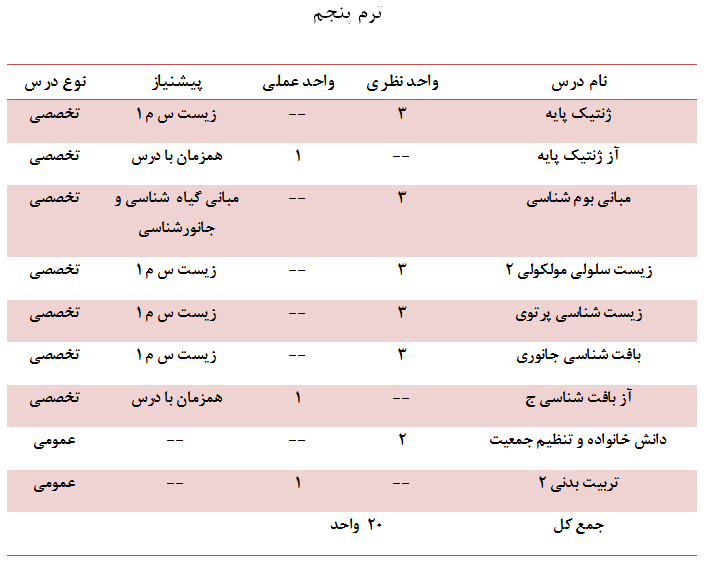 ترم پنجم
نام درس واحد نظری واحد عملی پیشنیاز نوع درس
ژنتیک پایه ۳ -- زیست س م ۱ تخصصی
آز ژنتیک پایه -- ۱ همزمان با درس تخصصی
مبانی بوم شناسی ۳ -- مبانی گیاه شناسی و تخصصی
جانورشناسی
زیست سلولی مولکولی ۲ ۳ -- زیست س م ۱ تخصصی
زیست شناسی پرتوی ۳ -- زیست س م ۱ تخصصی
بافت شناسی جانوری ۳ -- زیست س م ۱ تخصصی
آز بافت شناسی ج -- ۱ همزمان با درس تخصصی
دانش خانواده و تنظیم جمعیت ۲ -- -- عمومی
تربیت بدنی ۲ -- ۱ -- عمومی
جمع کل ۲۰ واحد